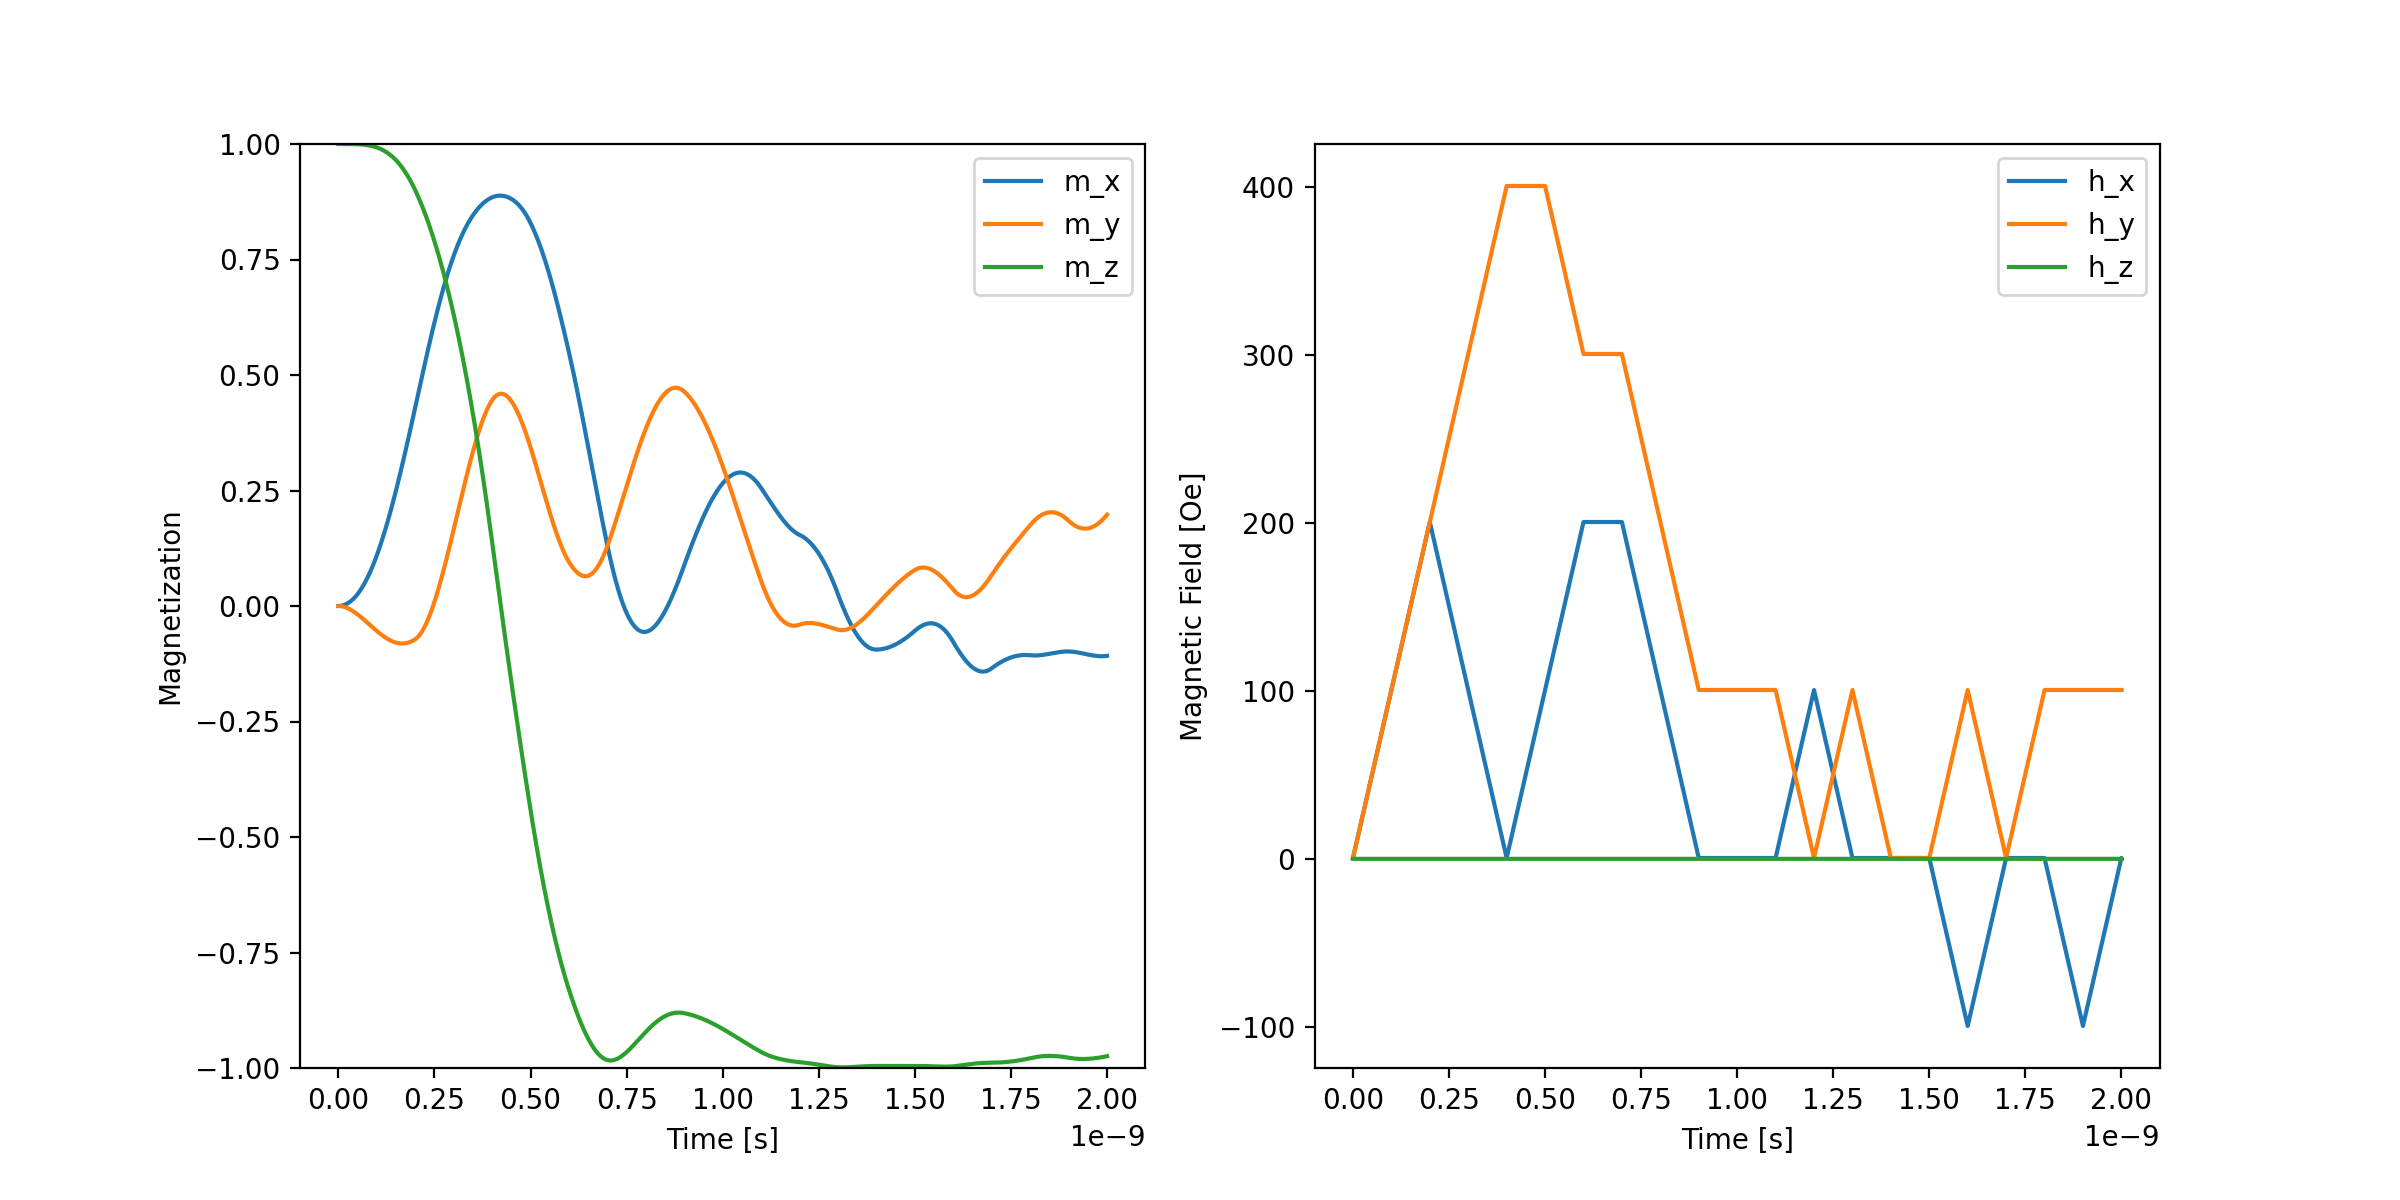 Magnetization
1.00
0.75
0.50
0.25
0.00
−0.25
−0.50
−0.75
−1.00
m_x
m_y
m_z
0.00 0.25 0.50 0.75 1.00 1.25 1.50 1.75 2.00
Time [s]
1e−9
Magnetic Field [Oe]
400
300
200
100
0
−100
h_x
h_y
h_z
0.00 0.25 0.50 0.75 1.00 1.25 1.50 1.75 2.00
Time [s]
1e−9